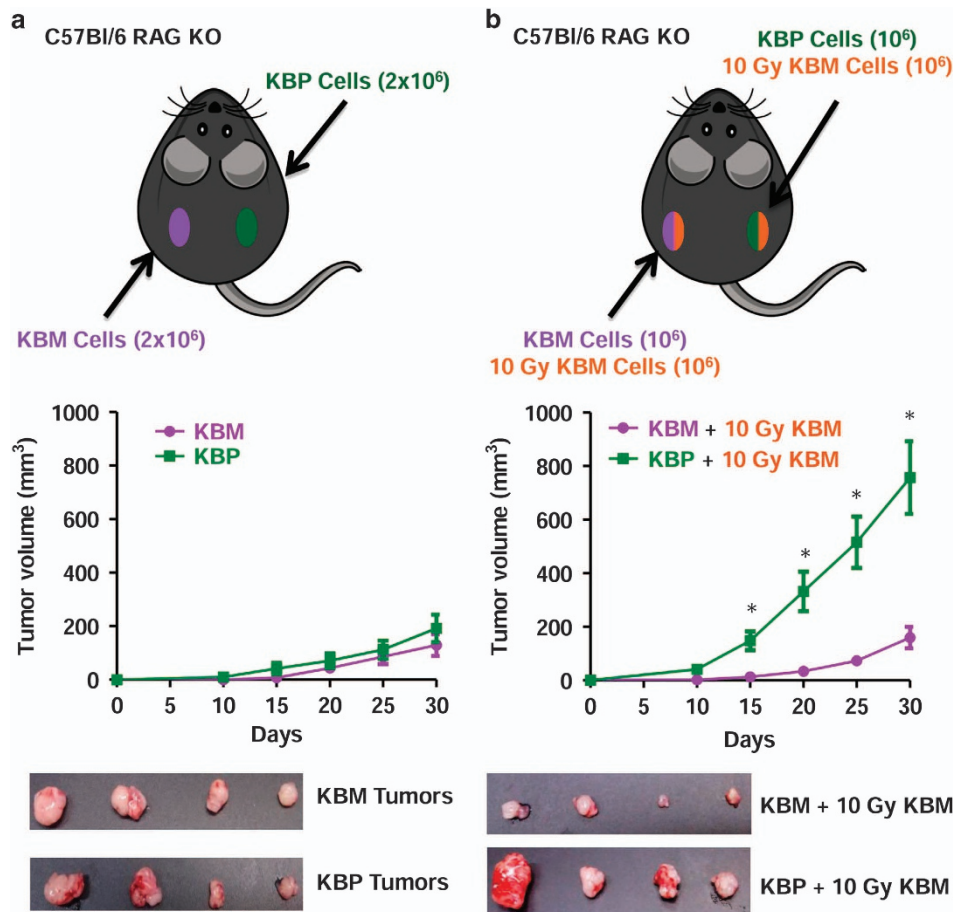 a
C57Bl/6 RAG KO
KBP Cells (2x10⁶)
KBM Cells (2x10⁶)
1000
800
600
400
200
0
Tumor volume (mm³)
KBM
KBP
0 5 10 15 20 25 30
Days
KBM Tumors
KBP Tumors
b
C57Bl/6 RAG KO
KBP Cells (10⁶)
10 Gy KBM Cells (10⁶)
KBM Cells (10⁶)
10 Gy KBM Cells (10⁶)
1000
800
600
400
200
0
Tumor volume (mm³)
KBM + 10 Gy KBM
KBP + 10 Gy KBM
*
*
*
*
0 5 10 15 20 25 30
Days
KBM + 10 Gy KBM
KBP + 10 Gy KBM